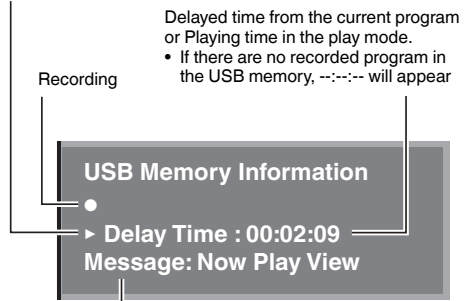 Delayed time from the current program
or Playing time in the play mode.
• If there are no recorded program in
the USB memory, --:--:-- will appear
Recording
USB Memory Information
●
► Delay Time : 00:02:09
Message: Now Play View